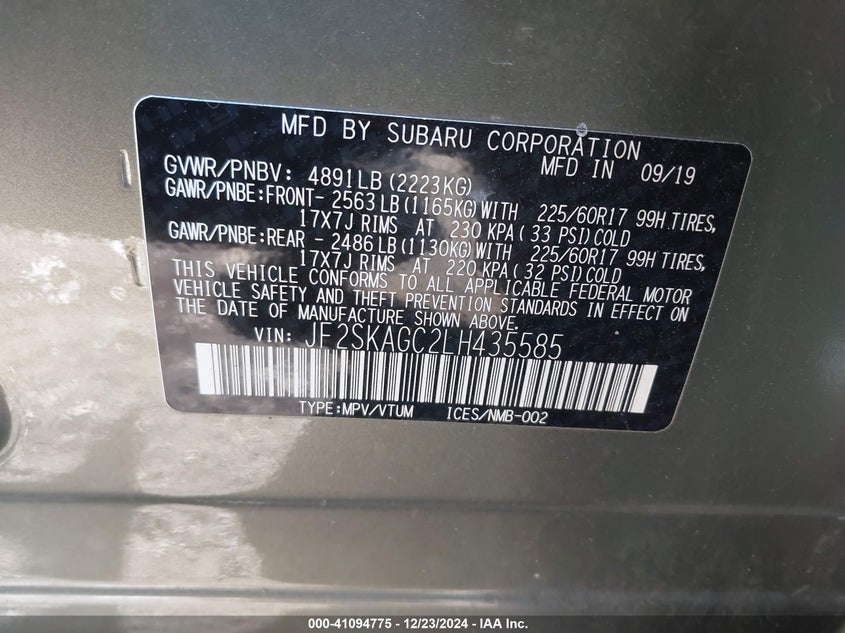 MFD BY SUBARU CORPORATION
MFD IN 09/19
GVWR/PNBV: 4891LB(2223KG)
GAWR/PNBE:FRONT- 2563LB(1165KG)WITH 225/60R17 99H TIRES,
17X7J RIMS AT 230 KPA( 33 PSI)COLD
GAWR/PNBE:REAR - 2486LB(1130KG)WITH 225/60R17 99H TIRES,
17X7J RIMS AT 220 KPA( 32 PSI)COLD
THIS VEHICLE CONFORMS TO ALL APPLICABLE FEDERAL MOTOR
VEHICLE SAFETY AND THEFT PREVENTION STANDARDS IN EFFECT ON
THE DATE OF MANUFACTURE SHOWN ABOVE.
VIN: JF2SKAGC2LH435585
TYPE:MPV/VTUM ICES/NMB-002
000-41094775 - 12/23/2024 - IAA Inc.